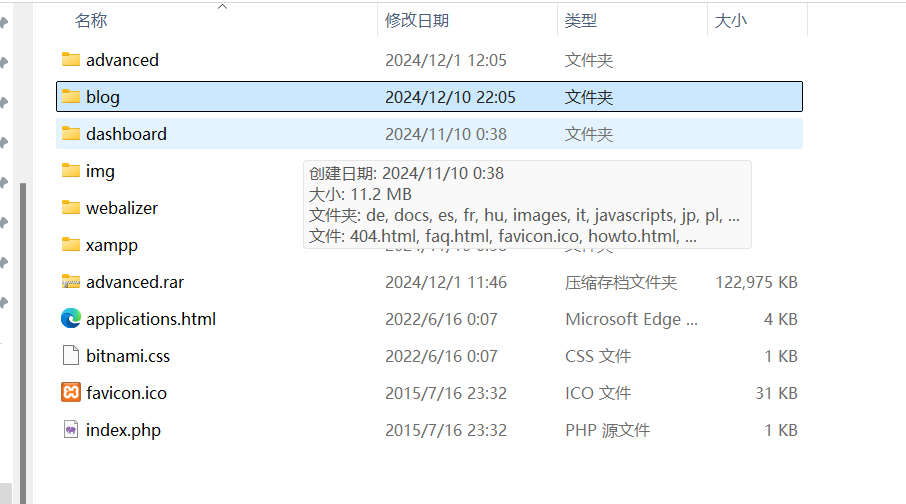 名称 修改日期 类型 大小
advanced 2024/12/1 12:05 文件夹
blog 2024/12/10 22:05 文件夹
dashboard 2024/11/10 0:38 文件夹
img
创建日期: 2024/11/10 0:38
大小: 11.2 MB
webalizer
文件夹: de, docs, es, fr, hu, images, it, javascripts, jp, pl, ...
文件: 404.html, faq.html, favicon.ico, howto.html, ...
xampp
advanced.rar 2024/12/1 11:46 压缩存档文件夹 122,975 KB
applications.html 2022/6/16 0:07 Microsoft Edge ... 4 KB
bitnami.css 2022/6/16 0:07 CSS 文件 1 KB
favicon.ico 2015/7/16 23:32 ICO 文件 31 KB
index.php 2015/7/16 23:32 PHP 源文件 1 KB